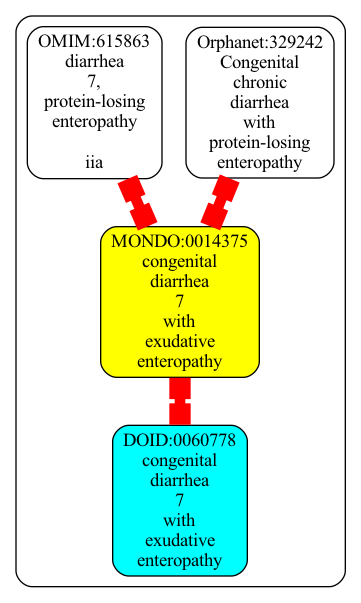 OMIM:615863
diarrhea
7,
protein-losing
enteropathy
iia
Orphanet:329242
Congenital
chronic
diarrhea
with
protein-losing
enteropathy
MONDO:0014375
congenital
diarrhea
7
with
exudative
enteropathy
DOID:0060778
congenital
diarrhea
7
with
exudative
enteropathy